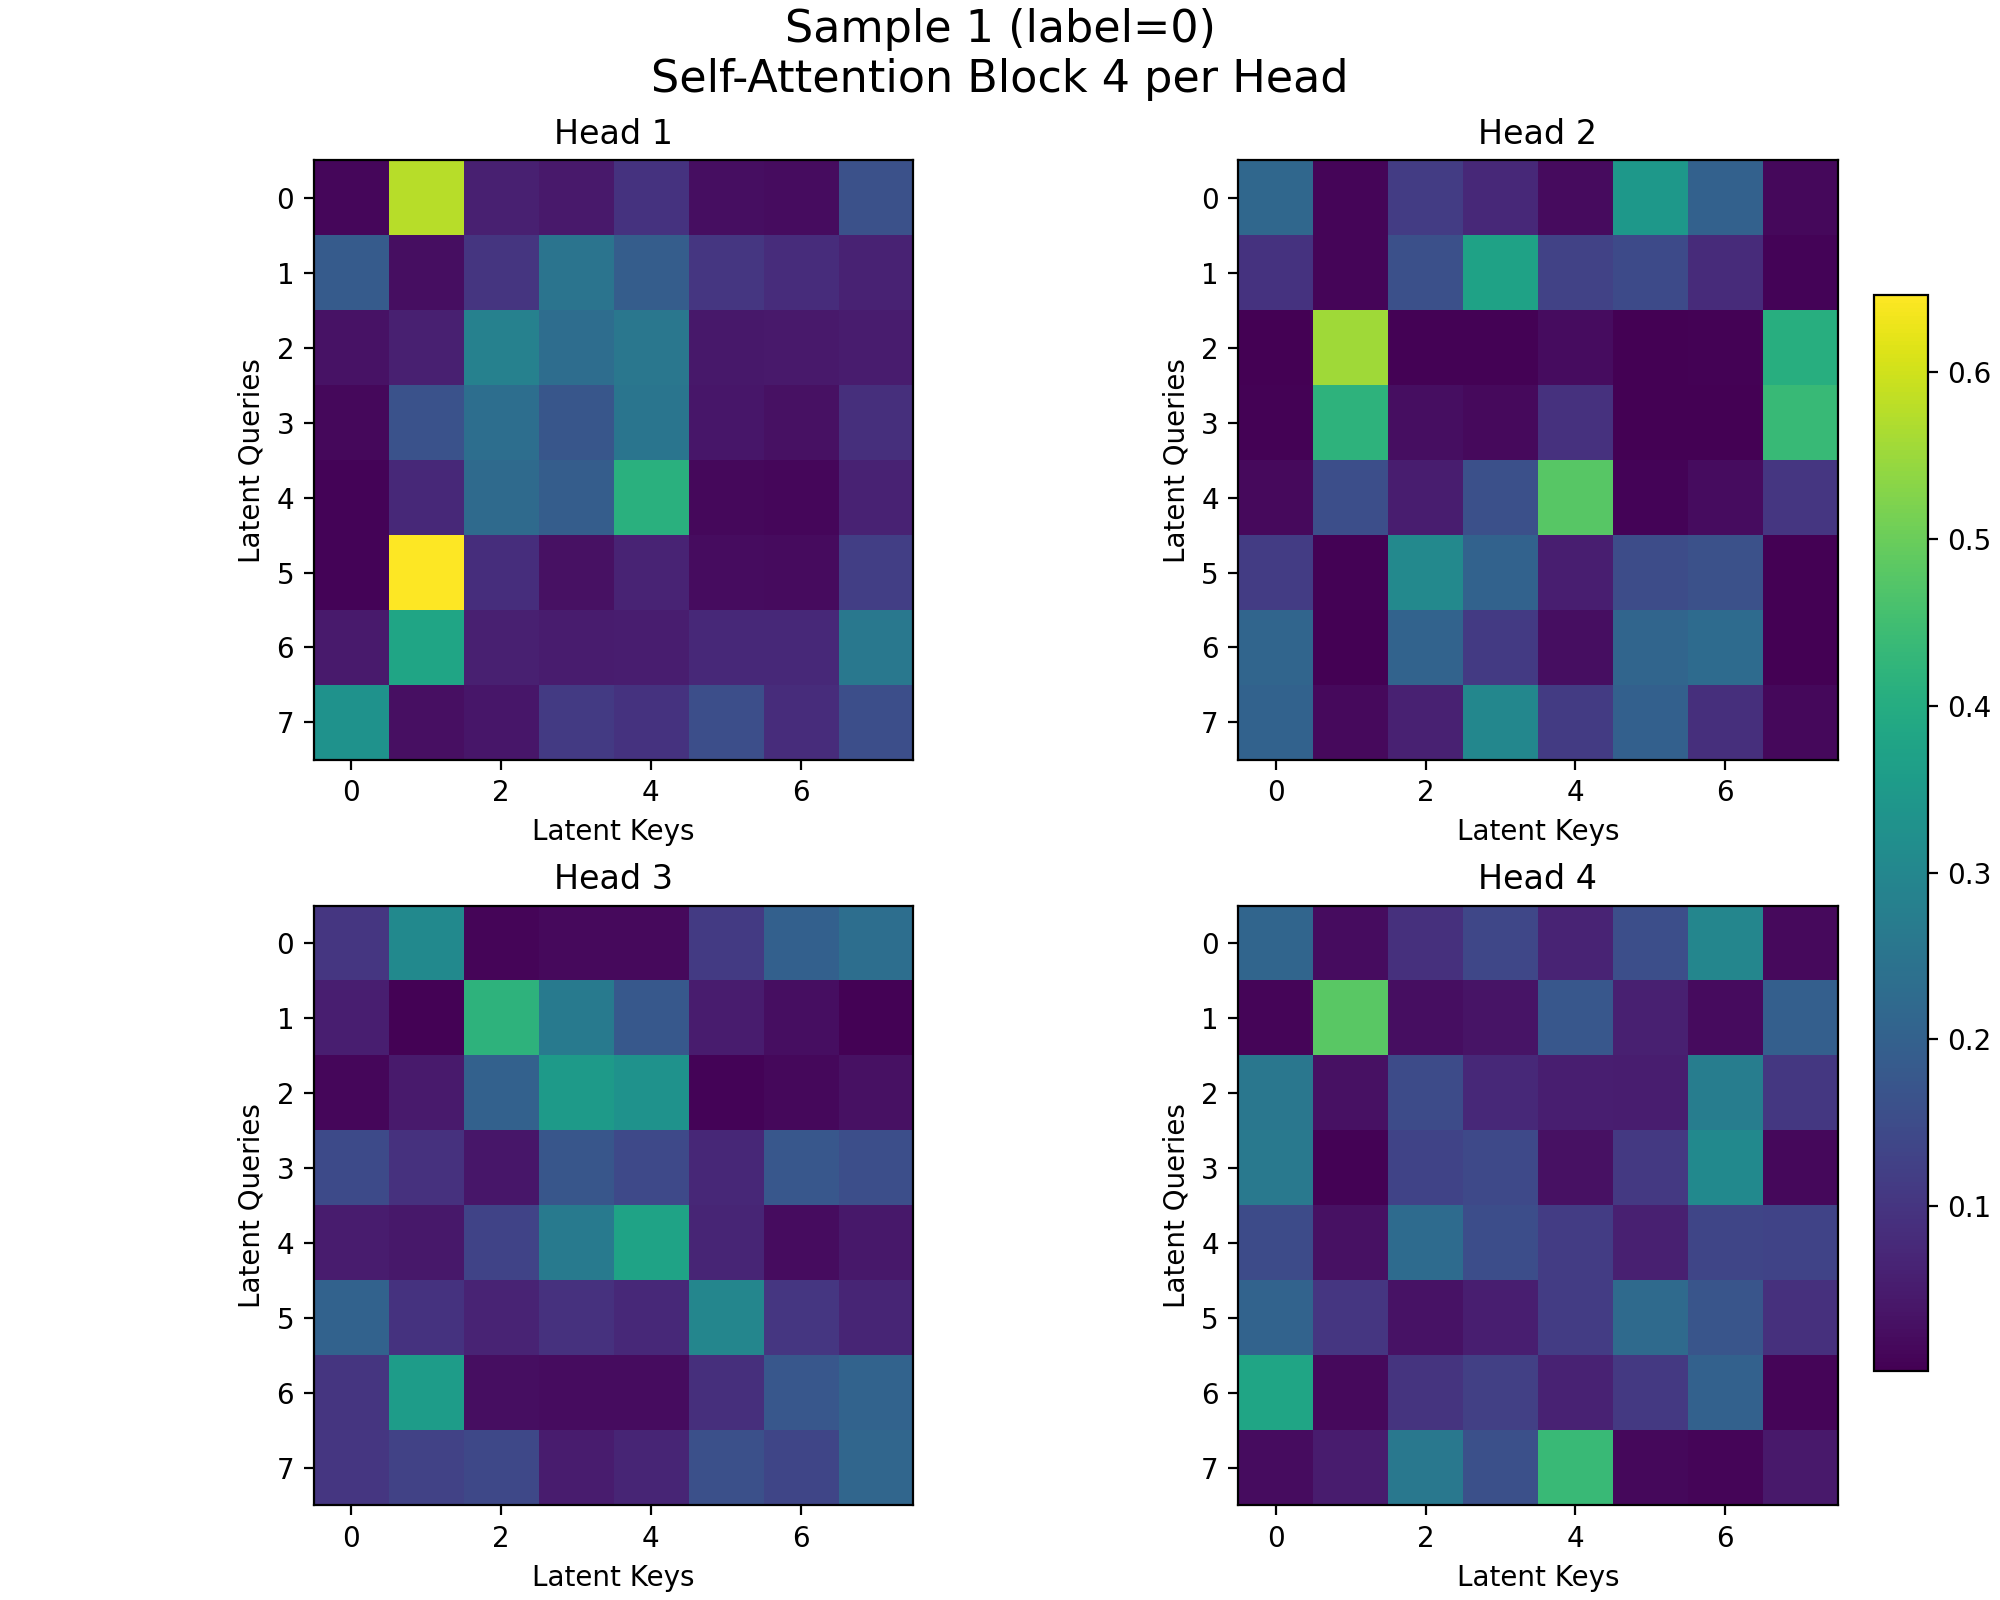 Sample 1 (label=0)
Self-Attention Block 4 per Head
Head 1
0
1
2
3
4
5
6
7
Latent Queries
0 2 4 6
Latent Keys
Head 2
0
1
2
3
4
5
6
7
Latent Queries
0 2 4 6
Latent Keys
Head 3
0
1
2
3
4
5
6
7
Latent Queries
0 2 4 6
Latent Keys
Head 4
0
1
2
3
4
5
6
7
Latent Queries
0 2 4 6
Latent Keys
0.6
0.5
0.4
0.3
0.2
0.1